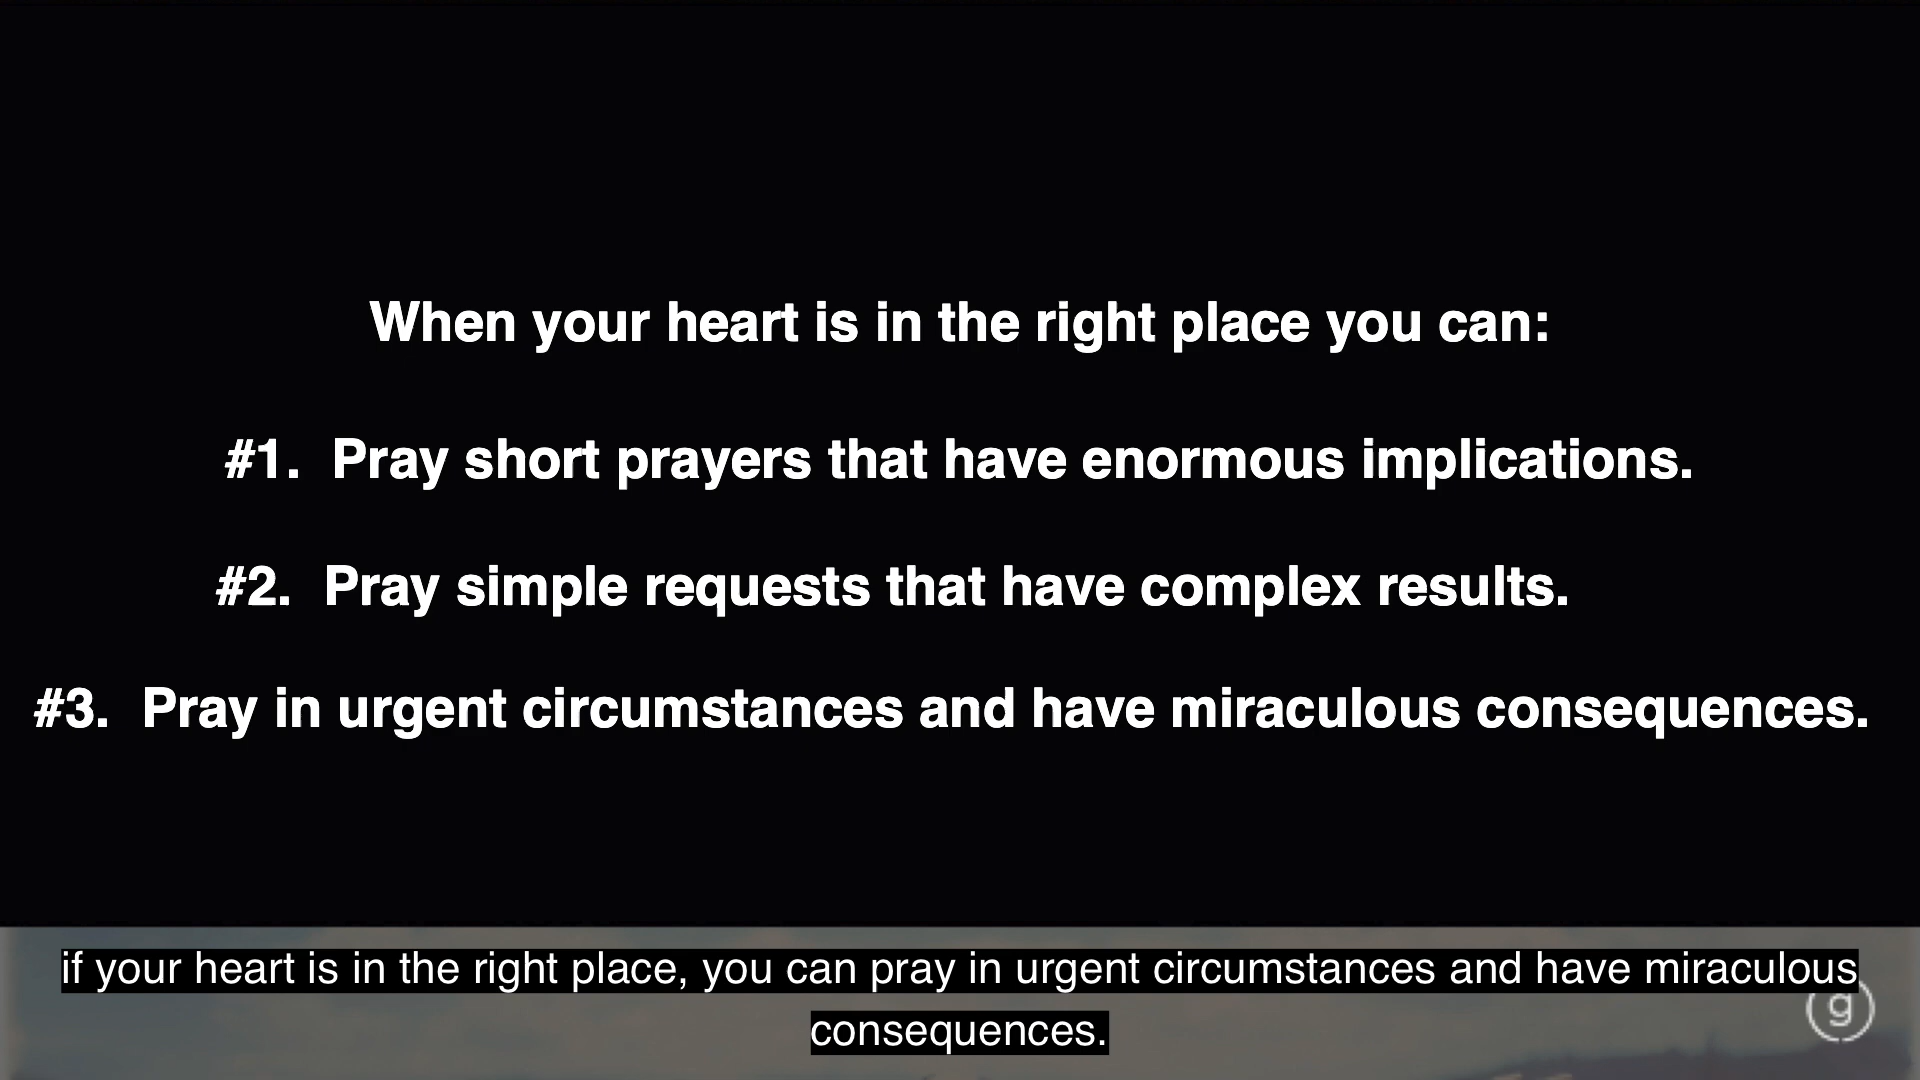 When your heart is in the right place you can:
#1. Pray short prayers that have enormous implications.
#2. Pray simple requests that have complex results.
#3. Pray in urgent circumstances and have miraculous consequences.
if your heart is in the right place, you can pray in urgent circumstances and have miraculous
consequences.
g